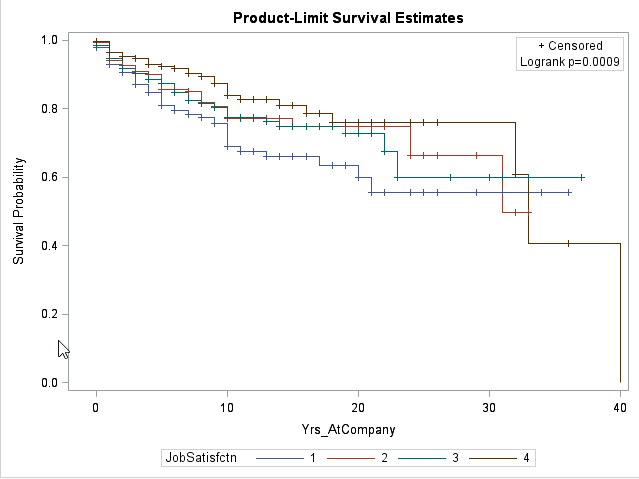 Product-Limit Survival Estimates
+ Censored
Logrank p=0.0009
1.0
0.8
0.6
0.4
0.2
0.0
Survival Probability
0 10 20 30 40
Yrs_AtCompany
JobSatisfctn 1 2 3 4